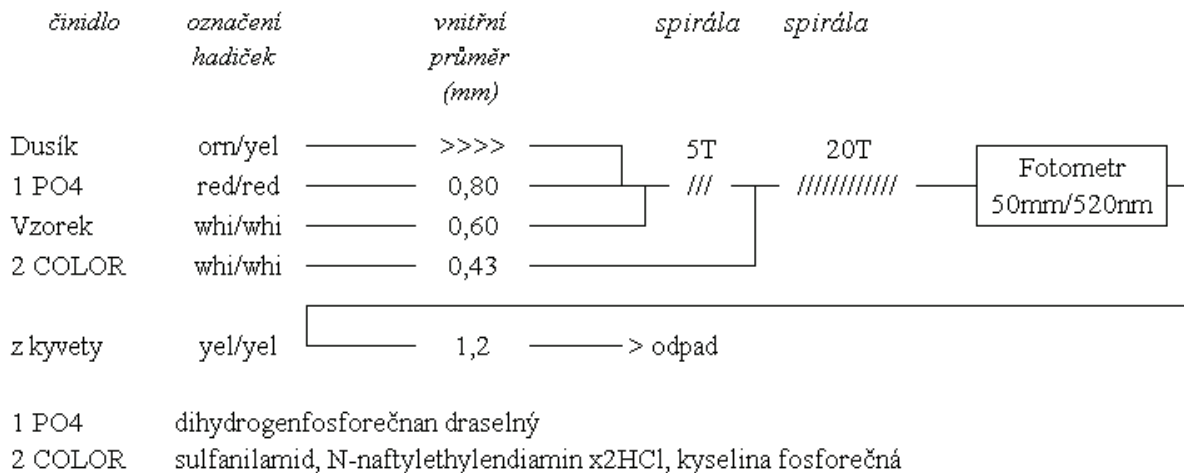 činidlo označení vnitřní spirála spirála
hadiček průměr
(mm)
Dusík orn/yel >>>> 5T 20T
1 PO4 red/red 0,80 /// //////////// Fotometr
Vzorek whi/whi 0,60 50mm/520nm
2 COLOR whi/whi 0,43
z kyvety yel/yel 1,2 > odpad
1 PO4 dihydrogenfosforečnan draselný
2 COLOR sulfanilamid, N-naftylethylendiamin x2HCl, kyselina fosforečná